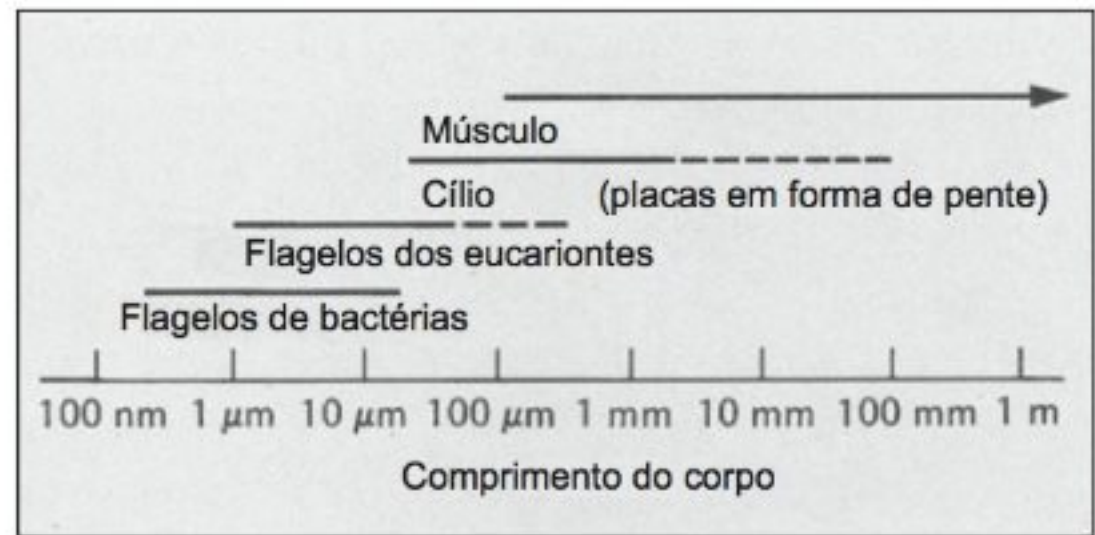 Músculo
Cílio (placas em forma de pente)
Flagelos dos eucariontes
Flagelos de bactérias
100 nm 1 μm 10 μm 100 μm 1 mm 10 mm 100 mm 1 m
Comprimento do corpo